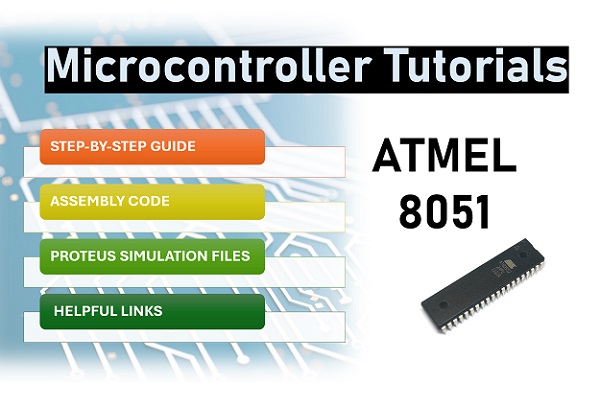 Microcontroller Tutorials
STEP-BY-STEP GUIDE
ASSEMBLY CODE
PROTEUS SIMULATION FILES
HELPFUL LINKS
ATMEL
8051